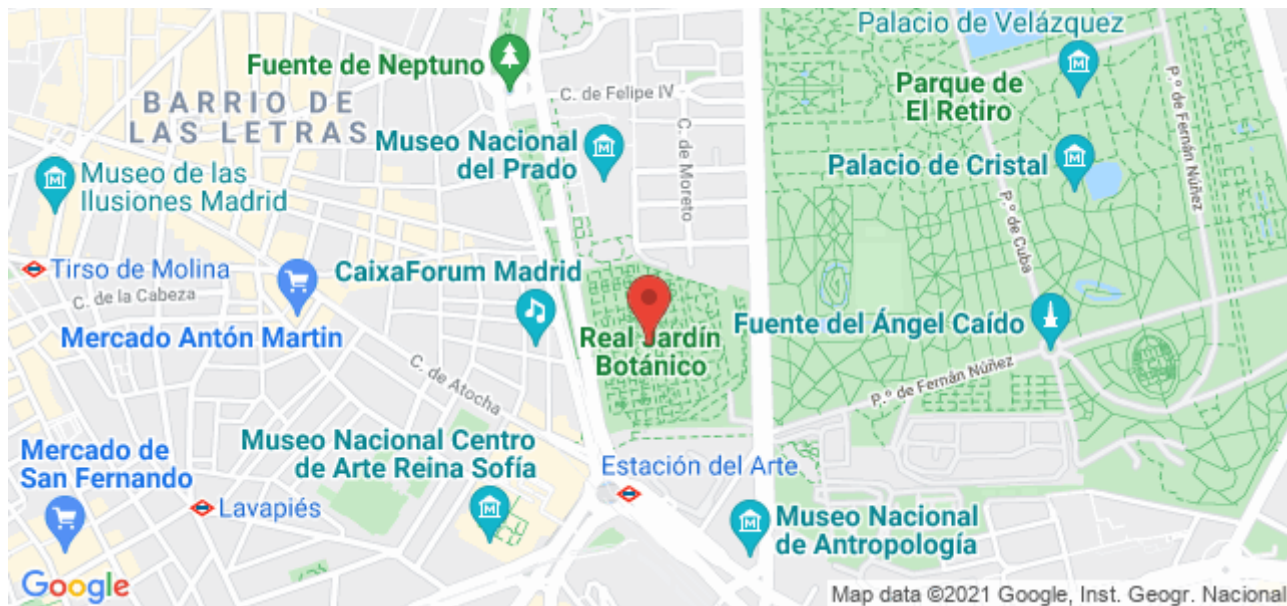 Palacio de Velázquez
Fuente de Neptuno
C. de Felipe IV
Parque de
El Retiro
P.º de Fernán Núñez
BARRIO DE
LAS LETRAS
Museo Nacional
del Prado
C. de Moreto
Palacio de Cristal
Museo de las
Ilusiones Madrid
P.º de Cuba
Tirso de Molina
CaixaForum Madrid
C. de la Cabeza
Mercado Antón Martin
Real Jardín
Botánico
Fuente del Ángel Caído
C. de Atocha
P.º de Fernán Núñez
Mercado de
San Fernando
Museo Nacional Centro
de Arte Reina Sofía
Estación del Arte
Lavapiés
Museo Nacional
de Antropología
Google
Map data ©2021 Google, Inst. Geogr. Nacional